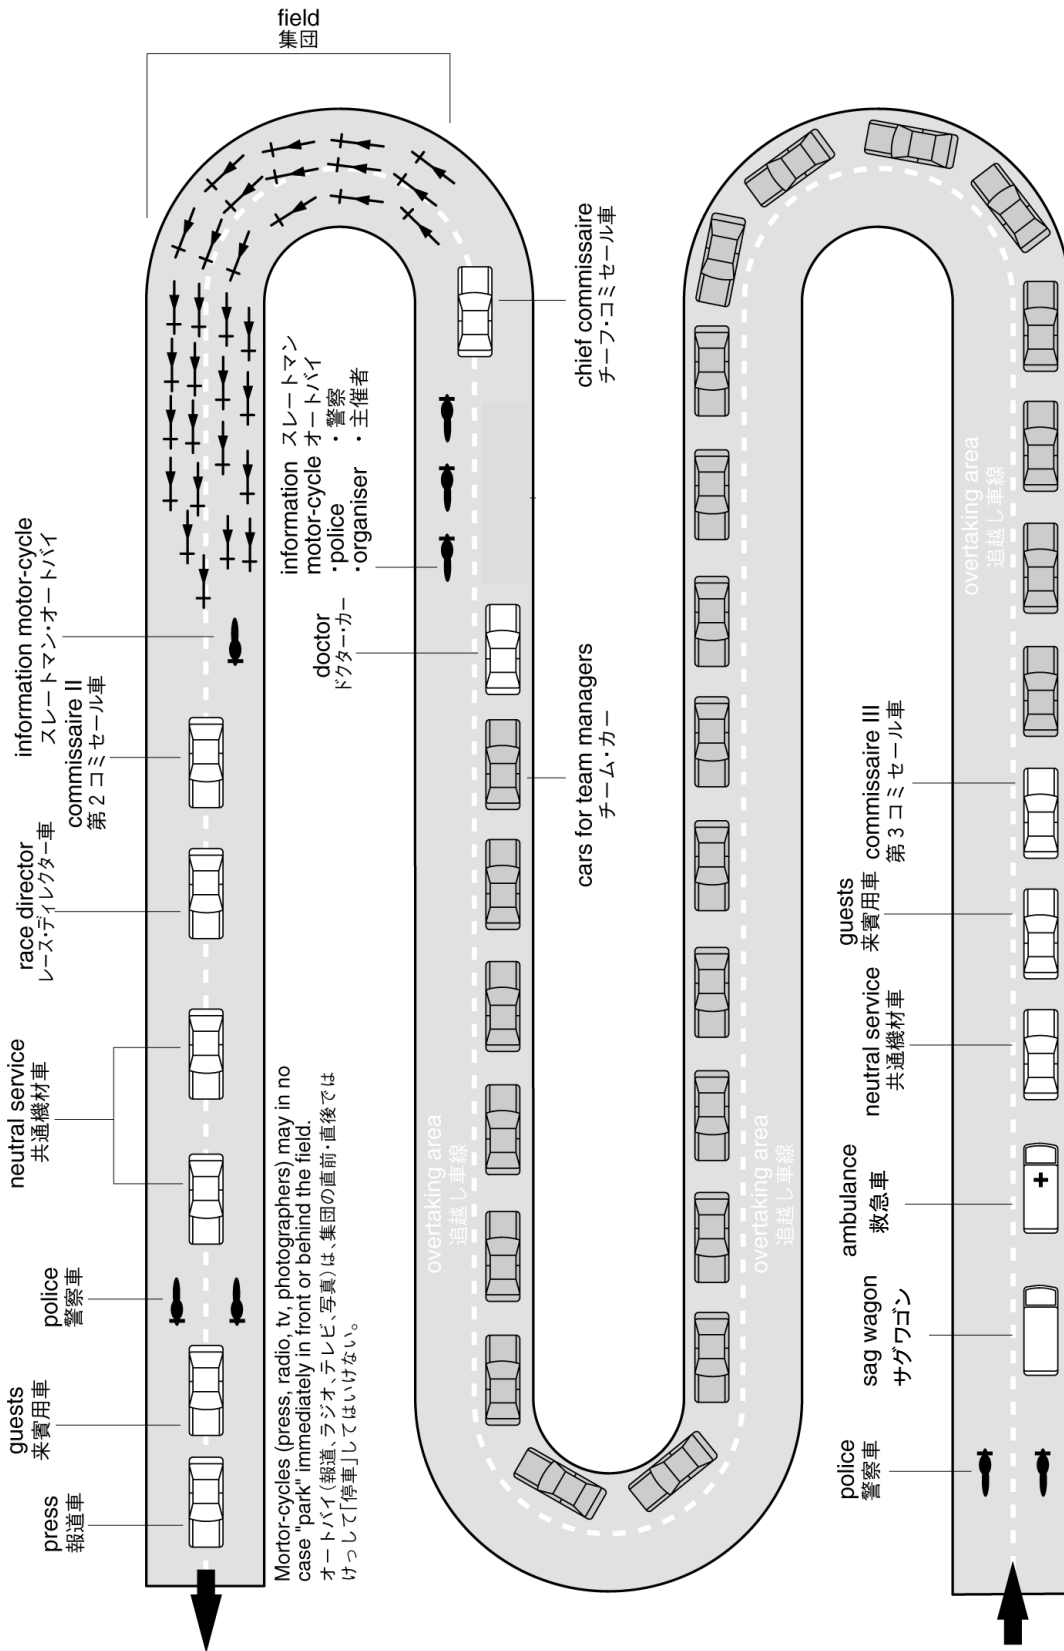 field
集団
information motor-cycle
スレートマン・オートバイ
commissaire II
第2コミセール車
race director
レース・ディレクター車
neutral service
共通機材車
police
警察車
guests
来賓用車
press
報道車
Mortor-cycles (press, radio, tv, photographers) may in no
case "park" immediately in front or behind the field.
オートバイ(報道、ラジオ、テレビ、写真)は、集団の直前・直後では
けっして「停車」してはいけない。
chief commissaire
チーフ・コミセール車
information
motor-cycle
・police
・organiser
スレートマン
オートバイ
・警察
・主催者
doctor
ドクター・カー
cars for team managers
チーム・カー
overtaking area
追越し車線
overtaking area
追越し車線
overtaking area
追越し車線
commissaire III
第3コミセール車
guests
来賓用車
neutral service
共通機材車
ambulance
救急車
sag wagon
サグワゴン
police
警察車